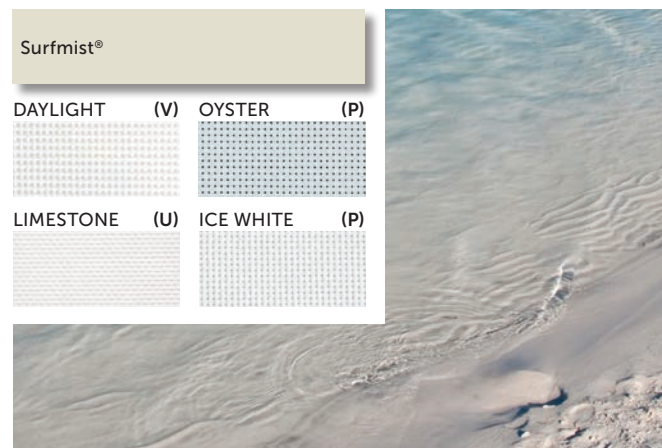 Surfmist®
DAYLIGHT (V) OYSTER (P)
LIMESTONE (U) ICE WHITE (P)